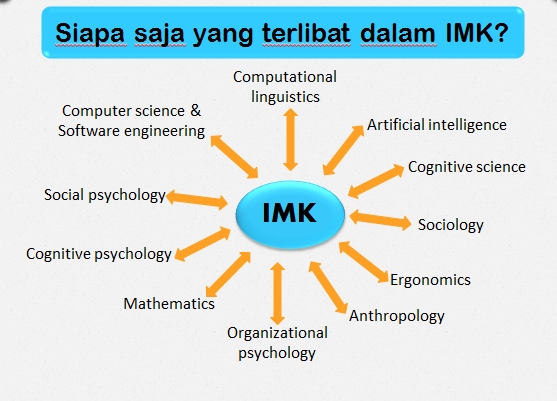 Siapa saja yang terlibat dalam IMK?
Computational
linguistics
Computer science &
Software engineering
Artificial intelligence
Cognitive science
Social psychology
IMK
Sociology
Cognitive psychology
Ergonomics
Mathematics
Anthropology
Organizational
psychology